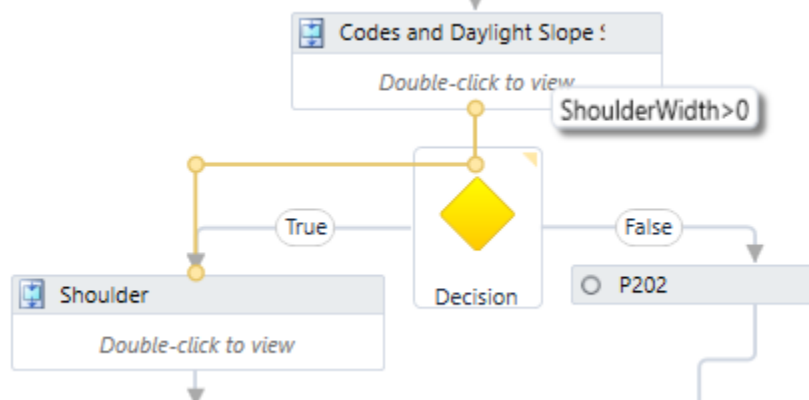 Codes and Daylight Slope
Double-click to view
ShoulderWidth>0
True
False
Shoulder
Decision
P202
Double-click to view